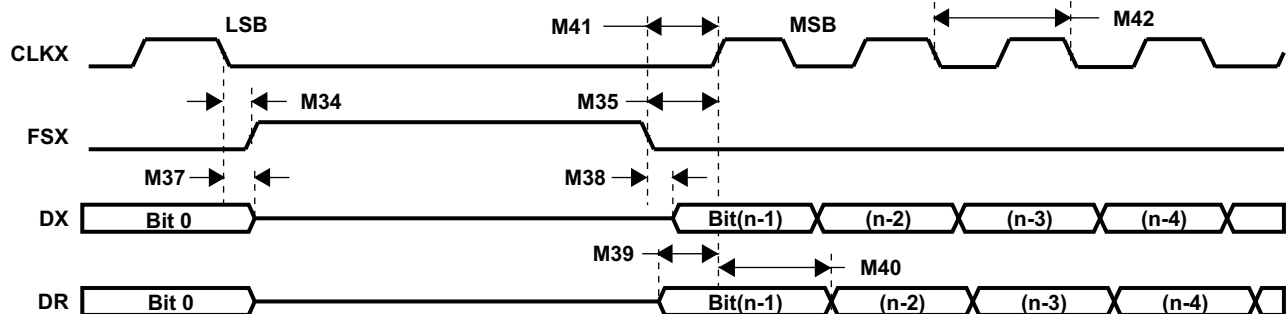 LSB M41 MSB M42
CLKX
M34 M35
FSX
M37 M38
DX Bit 0 Bit(n-1) (n-2) (n-3) (n-4)
M39 M40
DR Bit 0 Bit(n-1) (n-2) (n-3) (n-4)